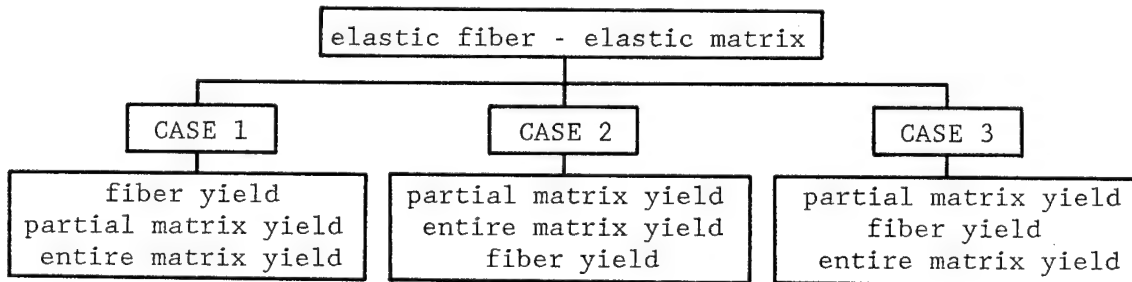 elastic fiber - elastic matrix
CASE 1
CASE 2
CASE 3
fiber yield
partial matrix yield
entire matrix yield
partial matrix yield
entire matrix yield
fiber yield
partial matrix yield
fiber yield
entire matrix yield